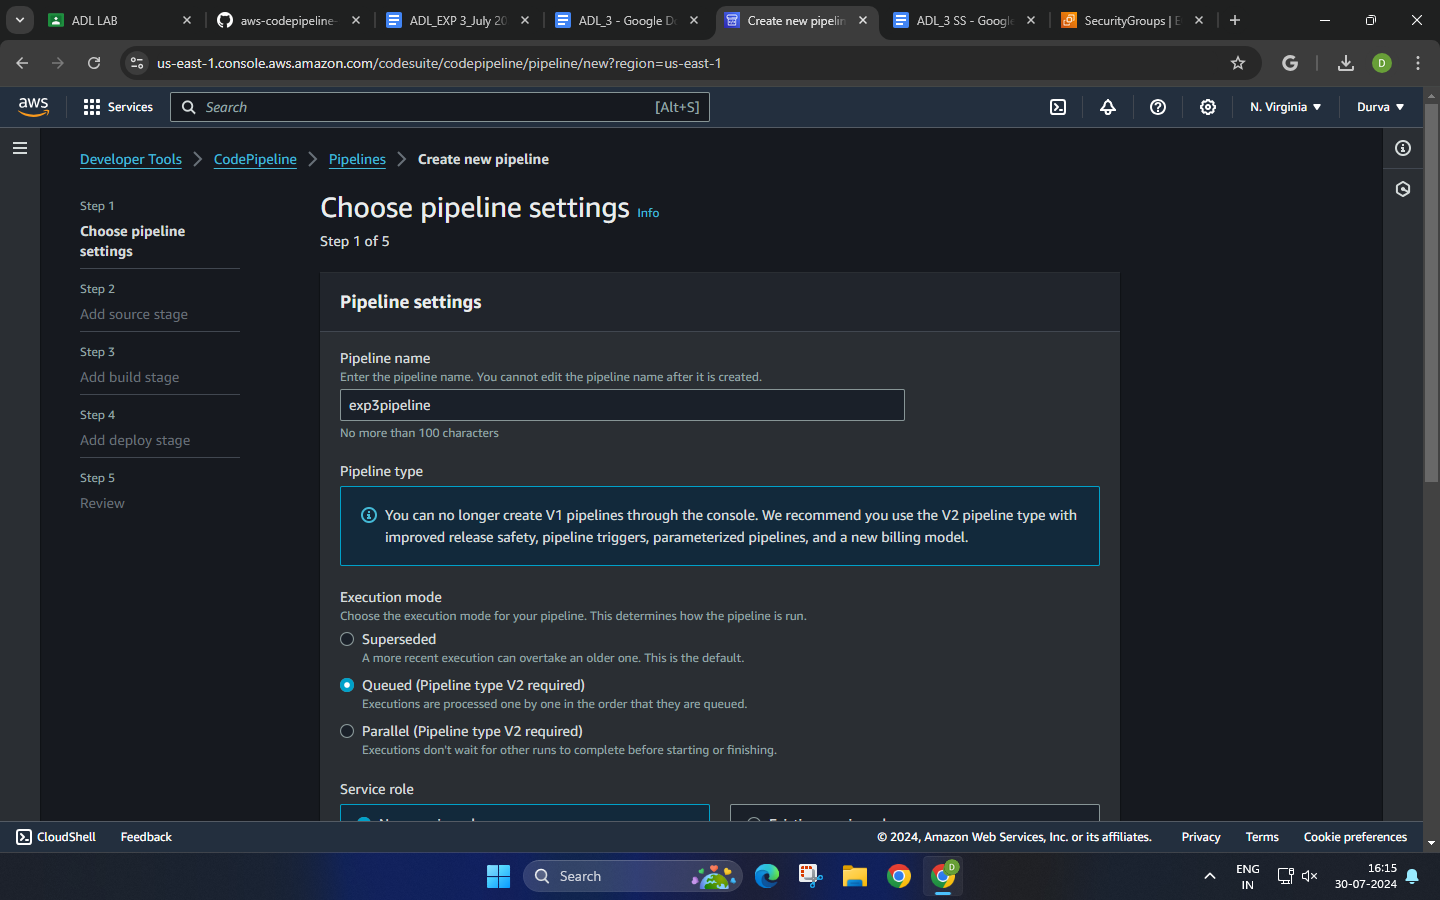 ADL LAB
aws-codepipeline-
ADL_EXP 3_July 20
ADL_3 - Google Do
Create new pipelin
ADL_3 SS - Google
SecurityGroups | E
us-east-1.console.aws.amazon.com/codesuite/codepipeline/pipeline/new?region=us-east-1
G
D
aws
Services
Search
[Alt+S]
N. Virginia
Durva
Developer Tools
CodePipeline
Pipelines
Create new pipeline
Step 1
Choose pipeline
settings
Step 2
Add source stage
Step 3
Add build stage
Step 4
Add deploy stage
Step 5
Review
Choose pipeline settings Info
Step 1 of 5
Pipeline settings
Pipeline name
Enter the pipeline name. You cannot edit the pipeline name after it is created.
exp3pipeline
No more than 100 characters
Pipeline type
You can no longer create V1 pipelines through the console. We recommend you use the V2 pipeline type with
improved release safety, pipeline triggers, parameterized pipelines, and a new billing model.
Execution mode
Choose the execution mode for your pipeline. This determines how the pipeline is run.
Superseded
A more recent execution can overtake an older one. This is the default.
Queued (Pipeline type V2 required)
Executions are processed one by one in the order that they are queued.
Parallel (Pipeline type V2 required)
Executions don't wait for other runs to complete before starting or finishing.
Service role
CloudShell
Feedback
© 2024, Amazon Web Services, Inc. or its affiliates.
Privacy
Terms
Cookie preferences
Search
D
ENG
IN
16:15
30-07-2024